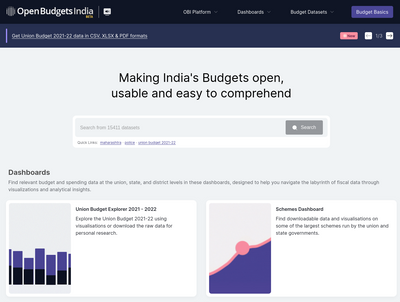 OpenBudgetsIndia
BETA
OBI Platform
Dashboards
Budget Datasets
Budget Basics
Get Union Budget 2021-22 data in CSV, XLSX & PDF formats
New
1/3
Making India's Budgets open,
usable and easy to comprehend
Search from 15411 datasets
Search
Quick Links: maharashtra police union budget 2021-22
Dashboards
Find relevant budget and spending data at the union, state, and district levels in these dashboards, designed to help you navigate the labyrinth of fiscal data through
visualizations and analytical insights.
Union Budget Explorer 2021 - 2022
Explore the Union Budget 2021-22 using
visualisations or download the raw data for
personal research.
Schemes Dashboard
Find downloadable data and visualisations on
some of the largest schemes run by the union and
state governments.